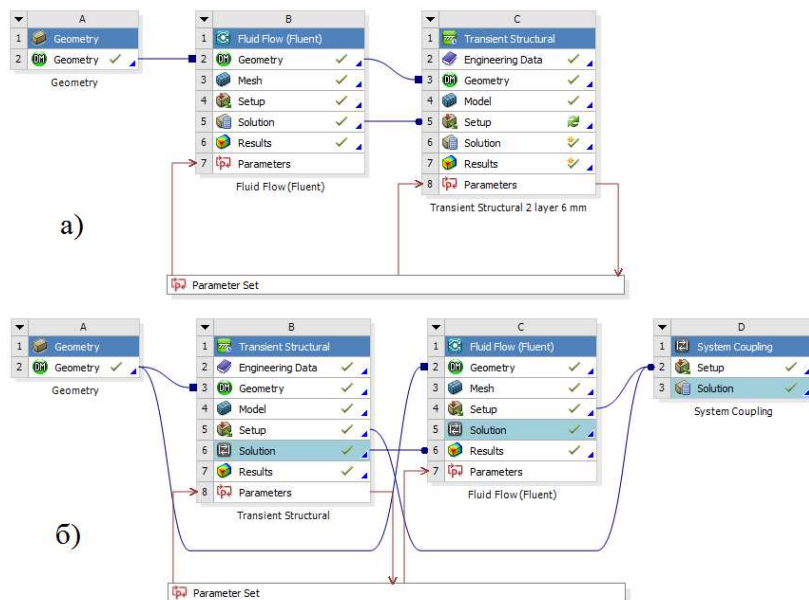 A
1 Geometry
2 Geometry
Geometry
B
1 Fluid Flow (Fluent)
2 Geometry
3 Mesh
4 Setup
5 Solution
6 Results
7 Parameters
Fluid Flow (Fluent)
C
1 Transient Structural
2 Engineering Data
3 Geometry
4 Model
5 Setup
6 Solution
7 Results
8 Parameters
Transient Structural 2 layer 6 mm
а)
Parameter Set
A
1 Geometry
2 Geometry
Geometry
B
1 Transient Structural
2 Engineering Data
3 Geometry
4 Model
5 Setup
6 Solution
7 Results
8 Parameters
Transient Structural
C
1 Fluid Flow (Fluent)
2 Geometry
3 Mesh
4 Setup
5 Solution
6 Results
7 Parameters
Fluid Flow (Fluent)
D
1 System Coupling
2 Setup
3 Solution
System Coupling
б)
Parameter Set